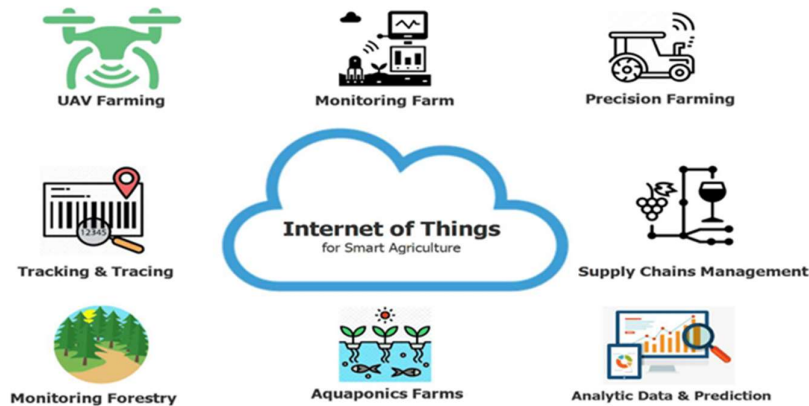 UAV Farming
Monitoring Farm
Precision Farming
Internet of Things
for Smart Agriculture
12345
Tracking & Tracing
Supply Chains Management
Monitoring Forestry
Aquaponics Farms
Analytic Data & Prediction